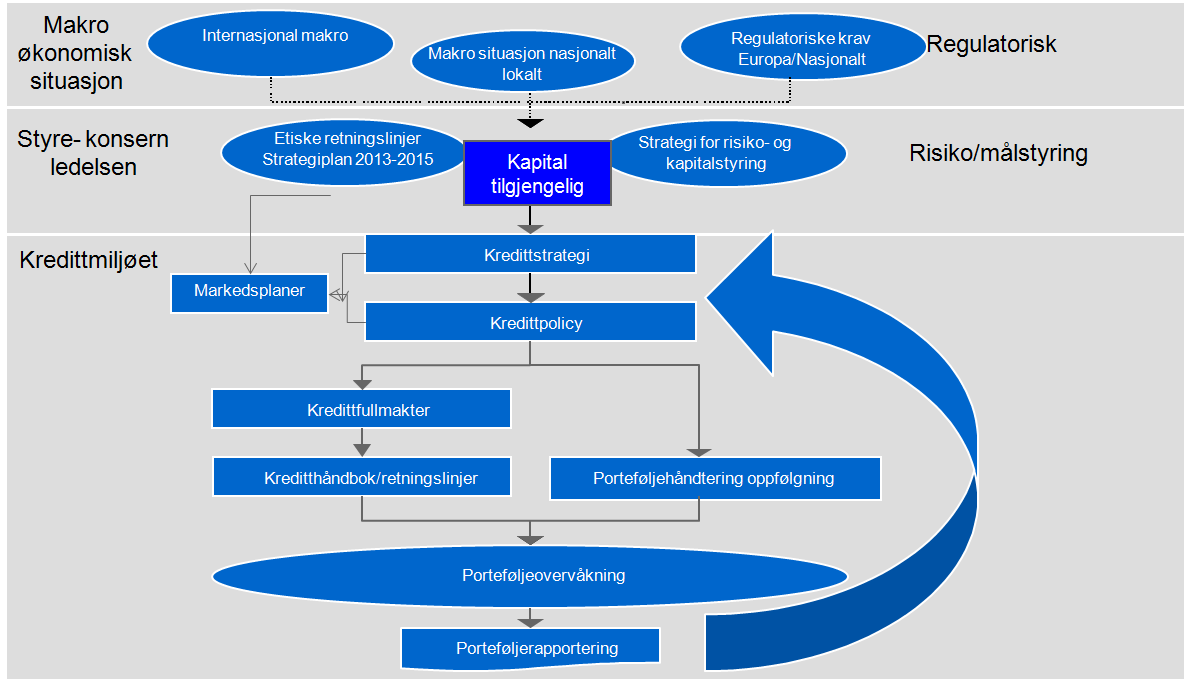 Makro
økonomisk
situasjon
Internasjonal makro
Makro situasjon nasjonalt
lokalt
Regulatoriske krav
Europa/Nasjonalt
Regulatorisk
Styre- konsern
ledelsen
Etiske retningslinjer
Strategiplan 2013-2015
Kapital
tilgjengelig
Strategi for risiko- og
kapitalstyring
Risiko/målstyring
Kredittmiljøet
Kredittstrategi
Markedsplaner
Kredittpolicy
Kredittfullmakter
Kreditthåndbok/retningslinjer
Porteføljehåndtering oppfølgning
Porteføljeovervåkning
Porteføljerapportering